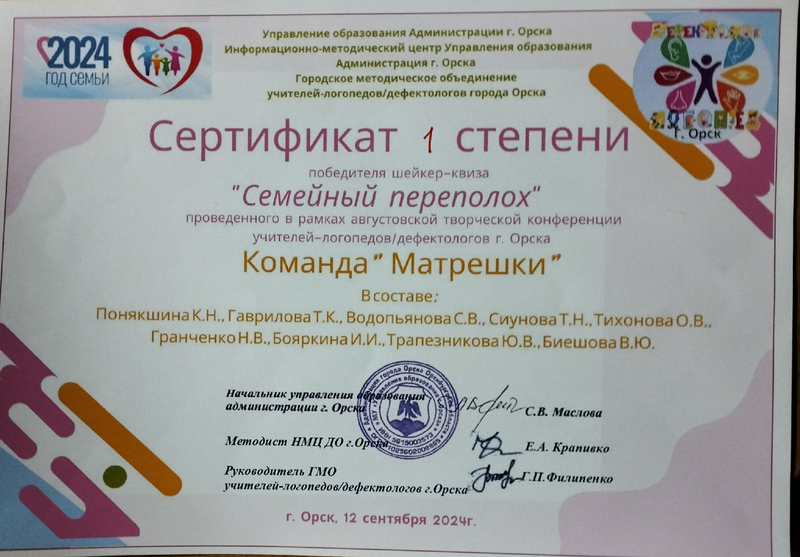 2024
ГОД СЕМЬИ
Управление образования Администрации г. Орска
Информационно-методический центр Управления образования
Администрация г. Орска
Городское методическое объединение
учителей-логопедов/дефектологов города Орска
г. Орск
Сертификат 1 степени
победителя шейкер-квиза
"Семейный переполох"
проведенного в рамках августовской творческой конференции
учителей-логопедов/дефектологов г. Орска
Команда "Матрешки"
В составе:
Понякшина К.Н., Гаврилова Т.К., Водопьянова С.В., Сиунова Т.Н., Тихонова О.В.,
Гранченко Н.В., Бояркина И.И., Трапезникова Ю.В., Биешова В.Ю.
Начальник управления образования
администрации г. Орска
С.В. Маслова
Методист НМЦ ДО г.Орска
Е.А. Крапивко
Руководитель ГМО
учителей-логопедов/дефектологов г.Орска
Г.П.Филипенко
г. Орск, 12 сентября 2024г.